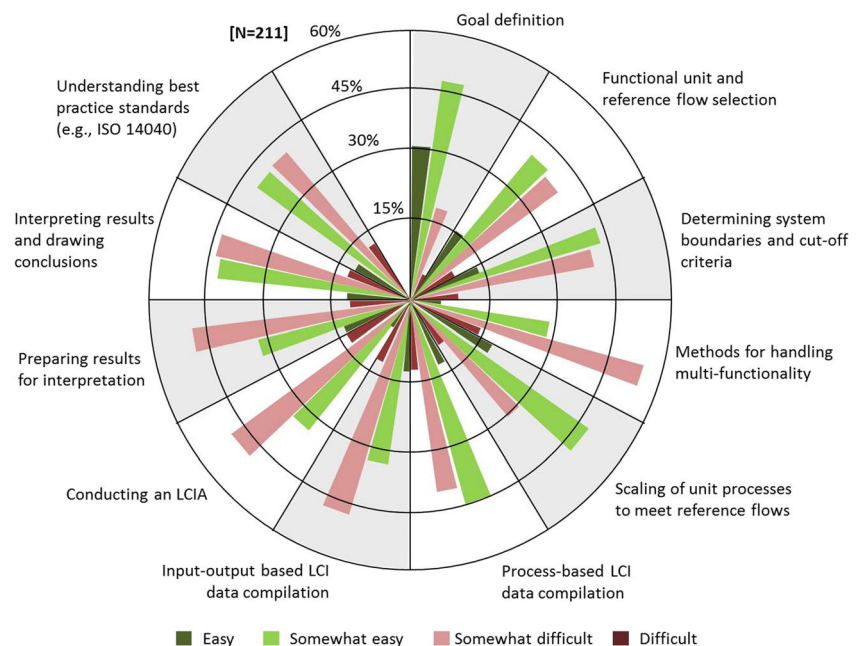 [N=211]
60%
45%
30%
15%
Goal definition
Functional unit and
reference flow selection
Determining system
boundaries and cut-off
criteria
Methods for handling
multi-functionality
Scaling of unit processes
to meet reference flows
Process-based LCI
data compilation
Input-output based LCI
data compilation
Conducting an LCIA
Preparing results
for interpretation
Interpreting results
and drawing
conclusions
Understanding best
practice standards
(e.g., ISO 14040)
Easy
Somewhat easy
Somewhat difficult
Difficult